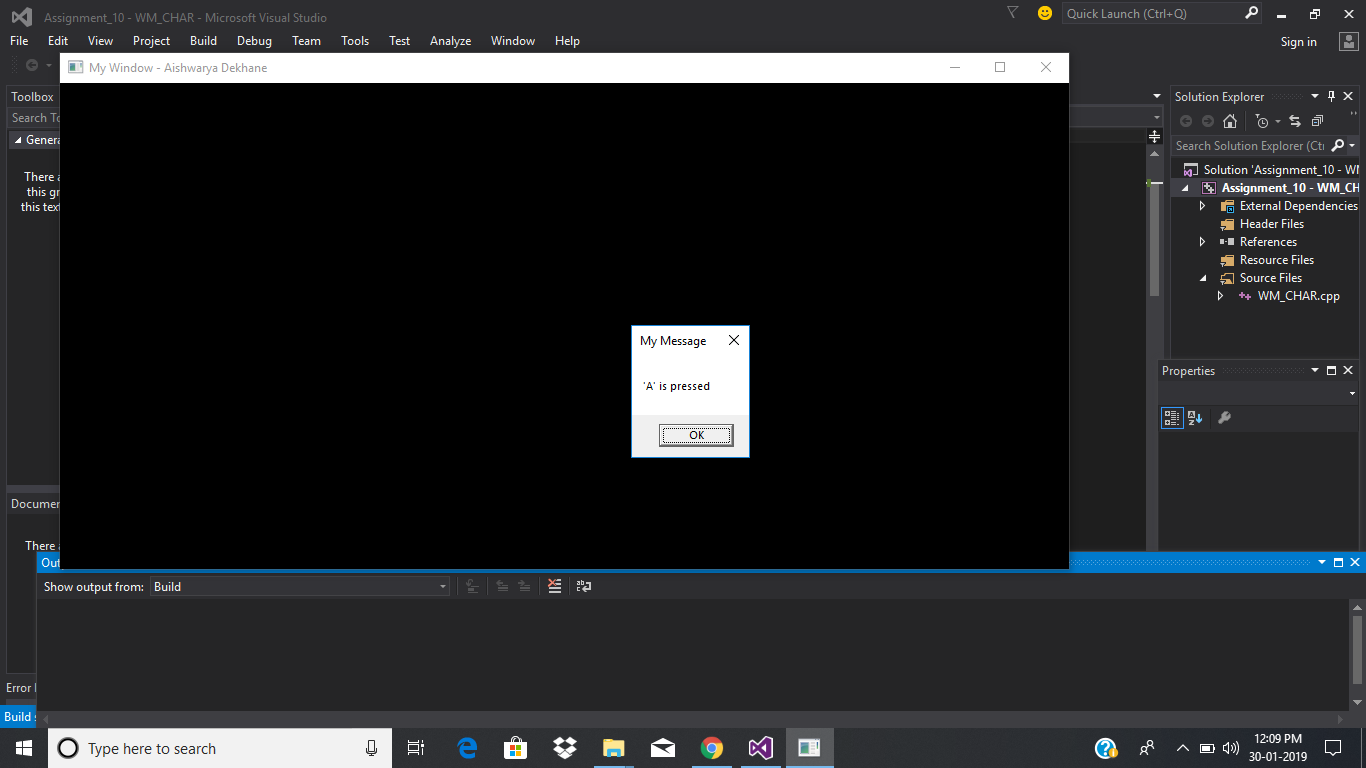 Assignment_10 - WM_CHAR - Microsoft Visual Studio
Quick Launch (Ctrl+Q)
File Edit View Project Build Debug Team Tools Test Analyze Window Help
Sign in
My Window - Aishwarya Dekhane
Toolbox
Search To
Genera
There a
this gr
this text
Solution Explorer
Search Solution Explorer (Ctr
Solution 'Assignment_10 - WM
Assignment_10 - WM_CH
External Dependencies
Header Files
References
Resource Files
Source Files
WM_CHAR.cpp
My Message
'A' is pressed
OK
Properties
Documen
There a
Out
Show output from: Build
Error
Build s
Type here to search
12:09 PM
30-01-2019